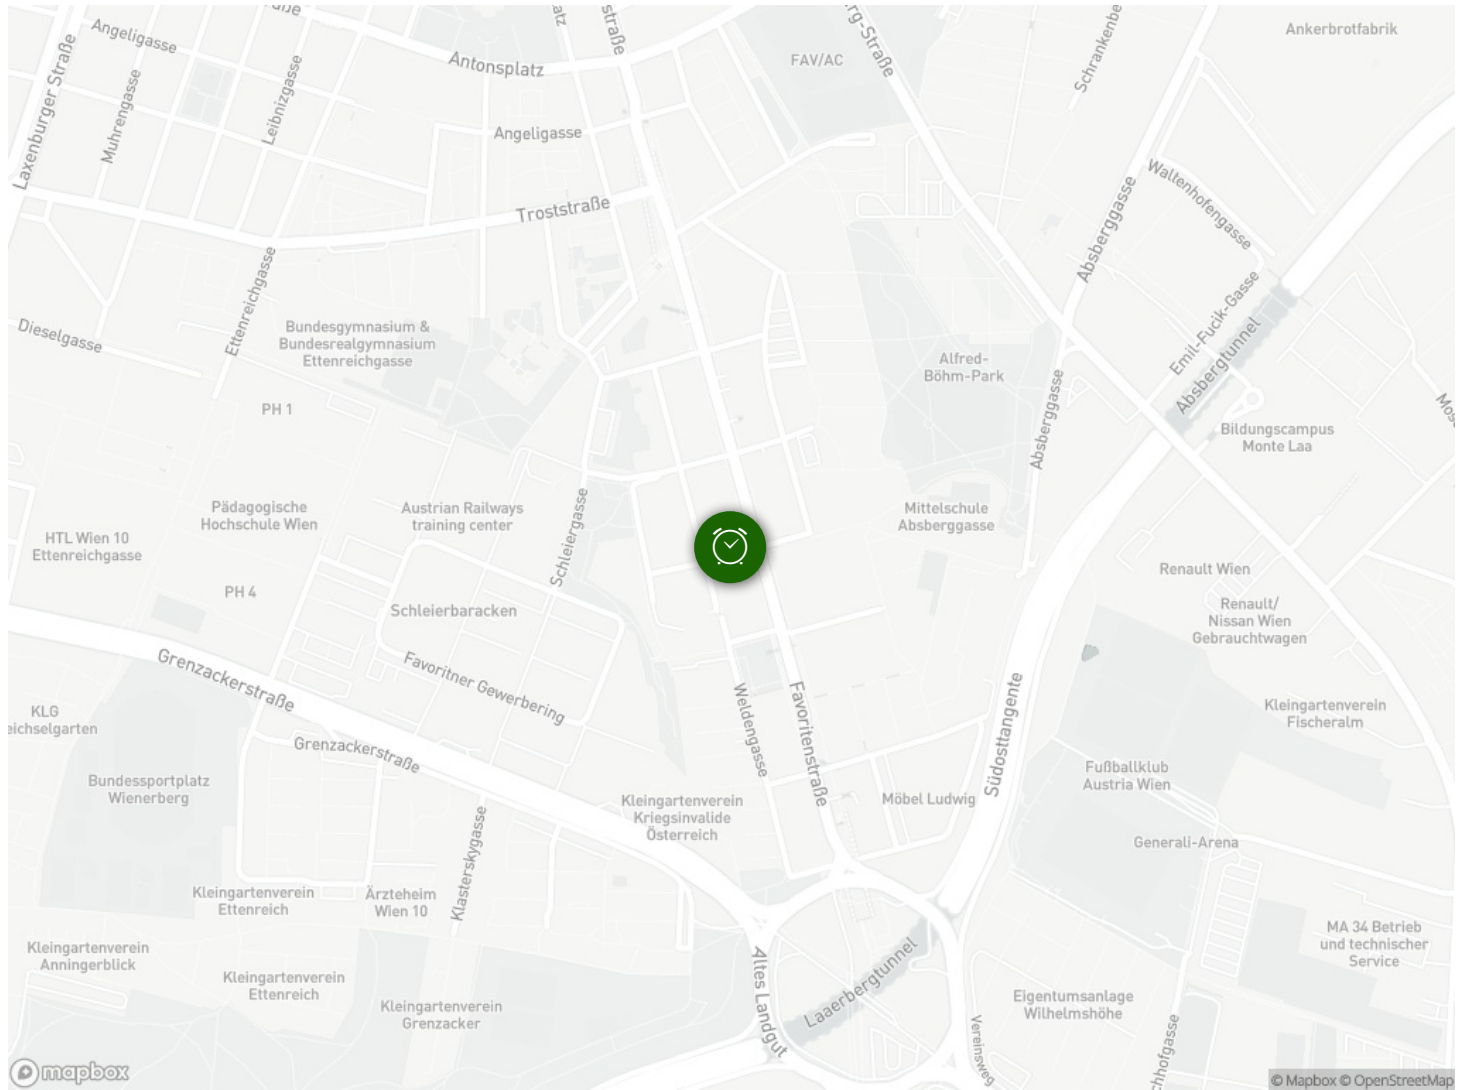 Ankerbrotfabrik
FAV/AC
Angeligasse
Antonsplatz
Laxenburger Straße
Muhrengasse
Leibnizgasse
Angeligasse
Troststraße
Waltenhofengasse
Absberggasse
Ettenreichgasse
Dieselgasse
Bundesgymnasium &
Bundesrealgymnasium
Ettenreichgasse
Emil-Fucik-Gasse
Absbergtunnel
Alfred-
Böhm-Park
Absberggasse
PH 1
Bildungscampus
Monte Laa
Pädagogische
Hochschule Wien
Austrian Railways
training center
Schleiergasse
Mittelschule
Absberggasse
HTL Wien 10
Ettenreichgasse
Renault Wien
PH 4
Schleierbaracken
Renault/
Nissan Wien
Gebrauchtwagen
Grenzackerstraße
Favoritner Gewerbering
Weldengasse
Favoritenstraße
Südosttangente
KLG
eichselgarten
Kleingartenverein
Fischeralm
Grenzackerstraße
Bundessportplatz
Wienerberg
Fußballklub
Austria Wien
Kleingartenverein
Kriegsinvalide
Österreich
Möbel Ludwig
Generali-Arena
Klasterskygasse
Kleingartenverein
Ettenreich
Ärzteheim
Wien 10
MA 34 Betrieb
und technischer
Service
Kleingartenverein
Anningerblick
Kleingartenverein
Ettenreich
Kleingartenverein
Grenzacker
Altes Landgut
Laaerbergtunnel
Eigentumsanlage
Wilhelmshöhe
Vereinsweg
mapbox
© Mapbox © OpenStreetMap